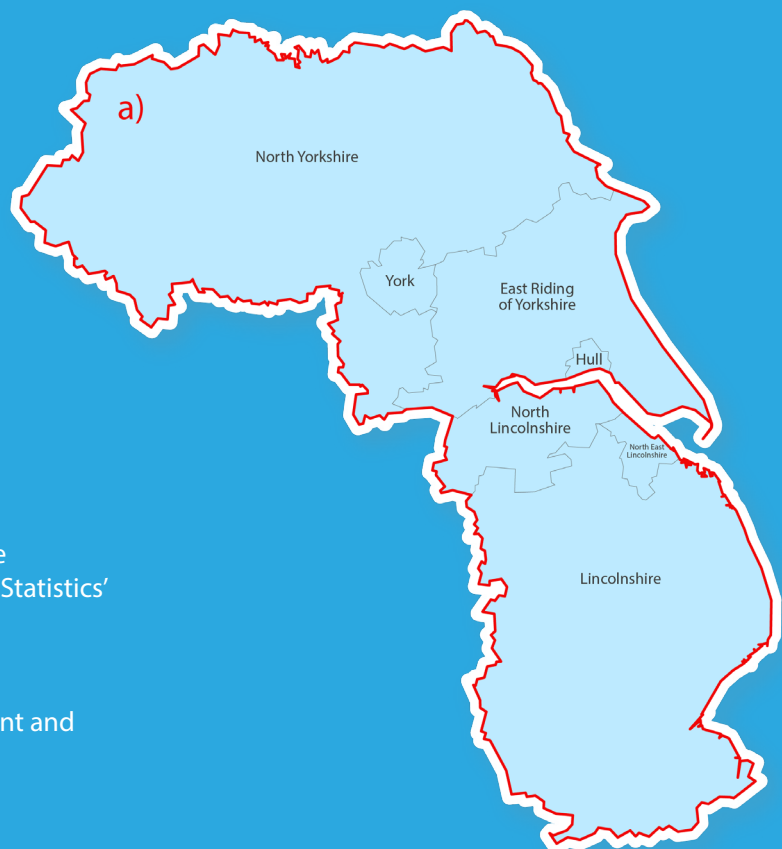 a)
North Yorkshire
York
East Riding
of Yorkshire
Hull
North
Lincolnshire
North East
Lincolnshire
Lincolnshire
e
Statistics’
nt and